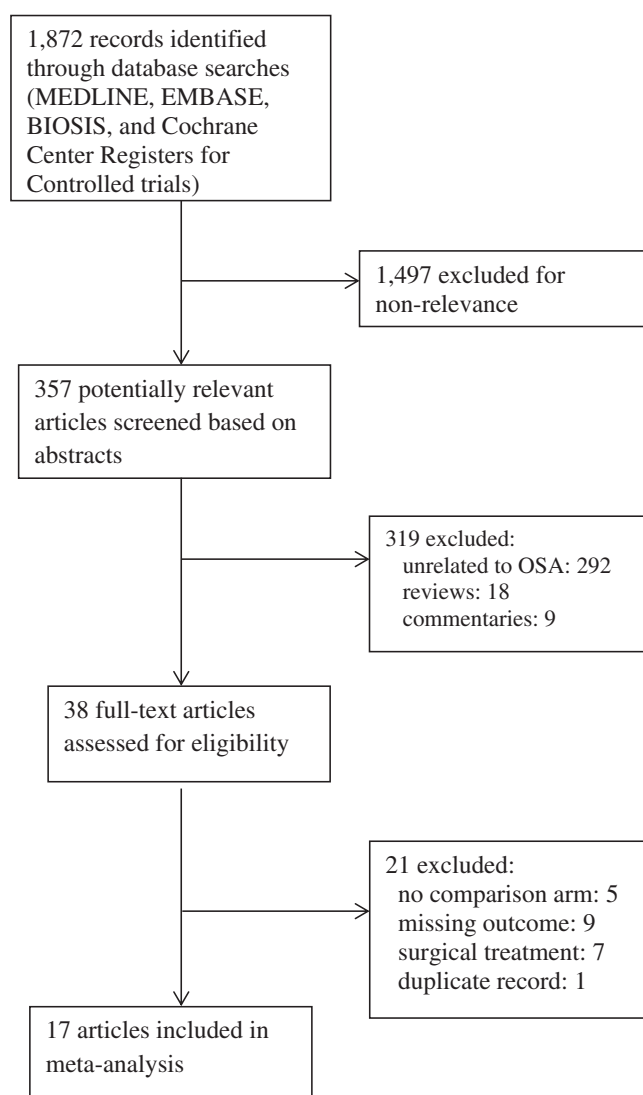 1,872 records identified
through database searches
(MEDLINE, EMBASE,
BIOSIS, and Cochrane
Center Registers for
Controlled trials)
1,497 excluded for
non-relevance
357 potentially relevant
articles screened based on
abstracts
319 excluded:
unrelated to OSA: 292
reviews: 18
commentaries: 9
38 full-text articles
assessed for eligibility
21 excluded:
no comparison arm: 5
missing outcome: 9
surgical treatment: 7
duplicate record: 1
17 articles included in
meta-analysis